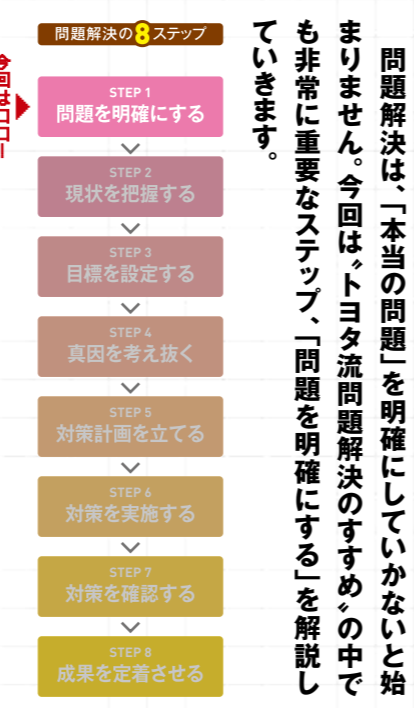 問題解決は、「本当の問題」を明確にしていかないと始
まりません。今回は〝トヨタ流問題解決のすすめ〟の中で
も非常に重要なステップ、「問題を明確にする」を解説し
ていきます。
問題解決の8ステップ
今回はココ!
STEP 1
問題を明確にする
STEP 2
現状を把握する
STEP 3
目標を設定する
STEP 4
真因を考え抜く
STEP 5
対策計画を立てる
STEP 6
対策を実施する
STEP 7
対策を確認する
STEP 8
成果を定着させる